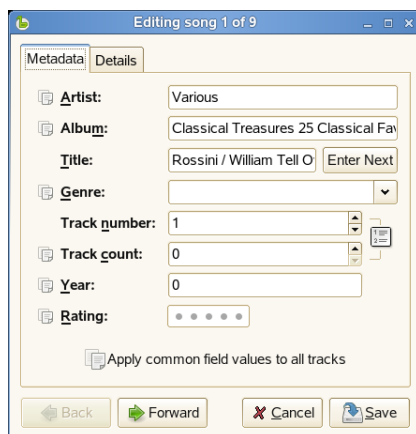 Editing song 1 of 9
Metadata Details
Artist: Various
Album: Classical Treasures 25 Classical Fav
Title: Rossini / William Tell O Enter Next
Genre:
Track number: 1
Track count: 0
Year: 0
Rating:
Apply common field values to all tracks
Back Forward Cancel Save